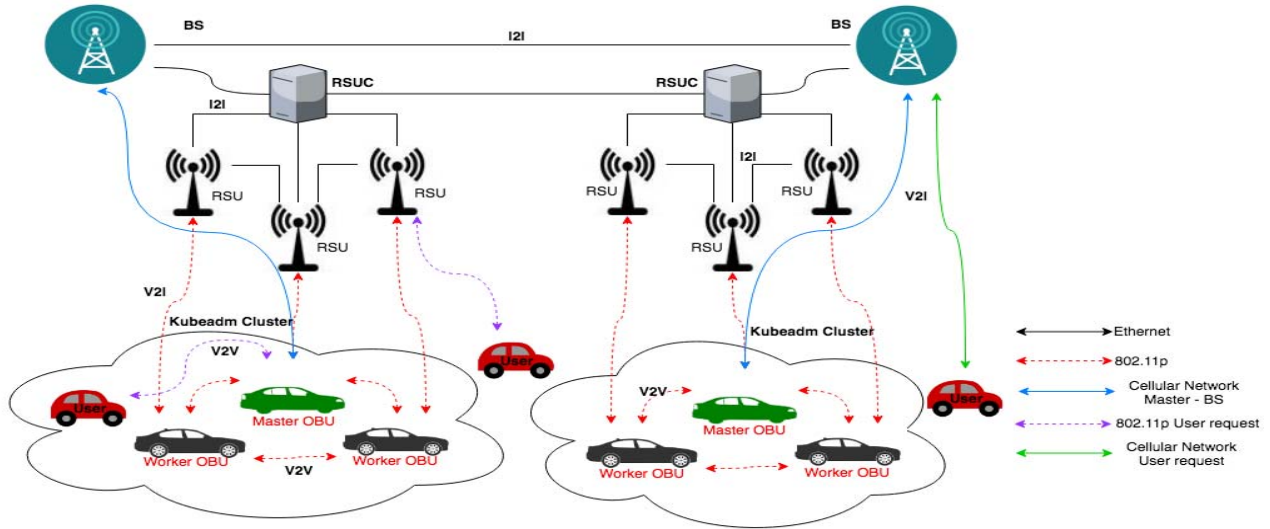 BS
I2I
BS
RSUC
RSUC
I2I
RSU
RSU
RSU
I2I
RSU
RSU
RSU
V2I
V2I
Kubeadm Cluster
V2V
User
User
Master OBU
Worker OBU
Worker OBU
V2V
Kubeadm Cluster
V2V
User
Master OBU
Worker OBU
Worker OBU
V2V
Ethernet
802.11p
Cellular Network
Master - BS
802.11p User request
Cellular Network
User request